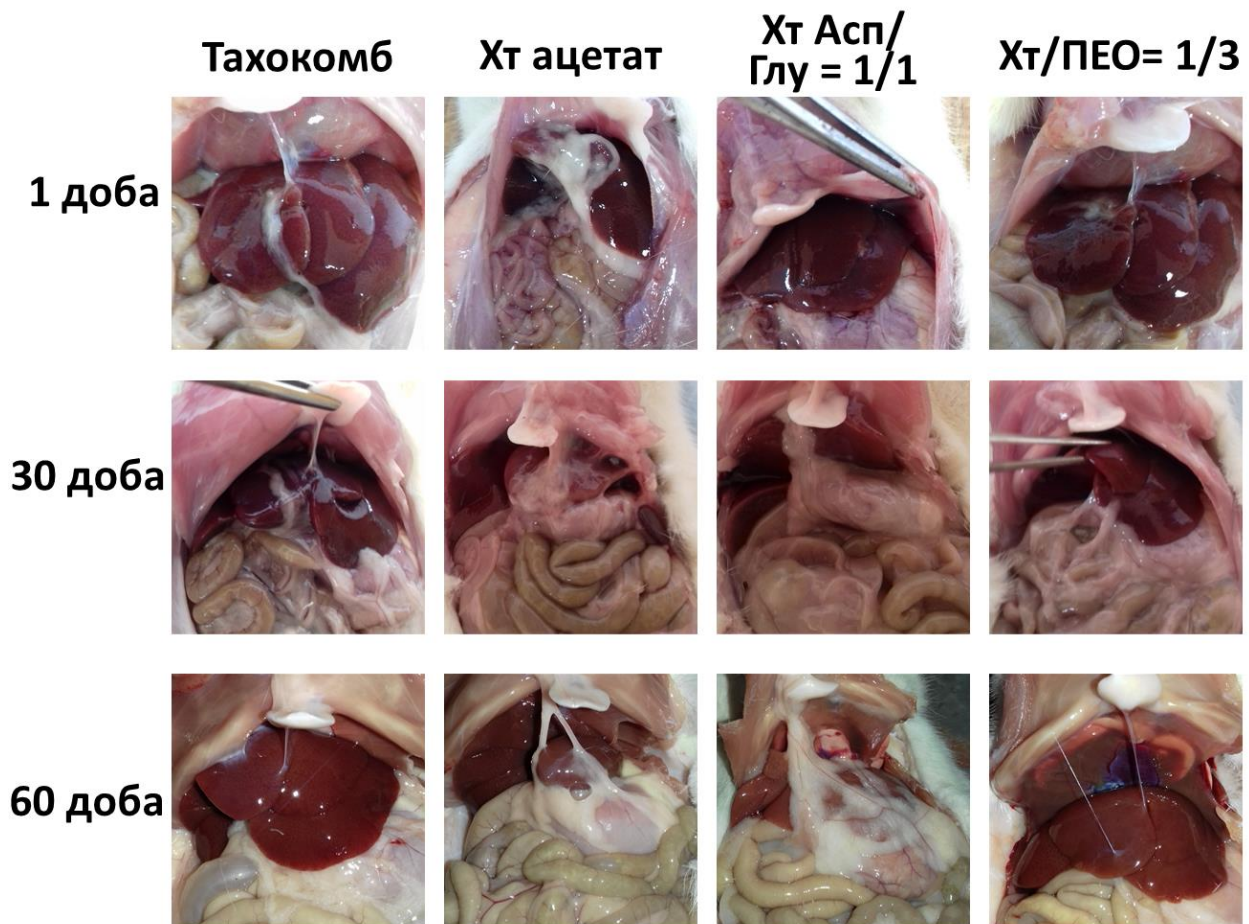 Тахокомб
Хт ацетат
Хт Асп/
Глу = 1/1
Хт/ПЕО= 1/3
1 доба
30 доба
60 доба